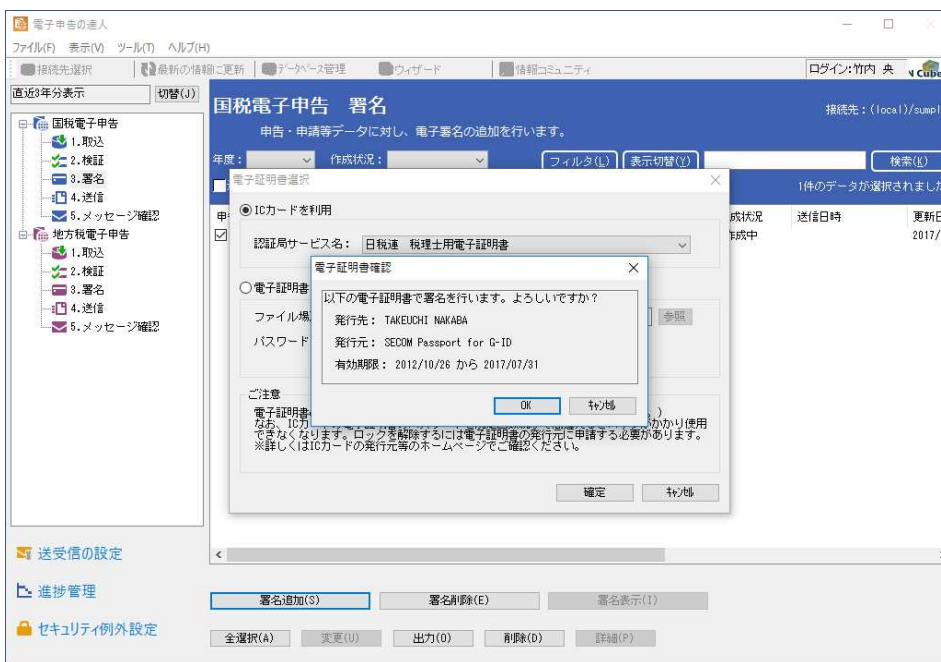 電子申告の達人
ファイル(F) 表示(V) ツール(T) ヘルプ(H)
接続先選択 最新の情報に更新 データベース管理 ウィザード 情報コミュニティ ログイン:竹内 央
直近3年分表示 切替(J)
国税電子申告
1.取込
2.検証
3.署名
4.送信
5.メッセージ確認
地方税電子申告
1.取込
2.検証
3.署名
4.送信
5.メッセージ確認
送受信の設定
進捗管理
セキュリティ例外設定
国税電子申告 署名
接続先:(local)/sumpl
申告・申請等データに対し、電子署名の追加を行います。
年度: 作成状況: フィルタ(L) 表示切替(Y) 検索(K)
1件のデータが選択されました
成状況 送信日時 更新日
作成中 2017/
電子証明書選択
ICカードを利用
認証局サービス名: 日税連 税理士用電子証明書
電子証明書
ファイル場 参照
パスワード
電子証明書確認
以下の電子証明書で署名を行います。よろしいですか?
発行先: TAKEUCHI NAKABA
発行元: SECOM Passport for G-ID
有効期限: 2012/10/26 から 2017/07/31
OK キャンセル
ご注意
電子証明書
なお、ICカ かかり使用
できなくなります。ロックを解除するには電子証明書の発行元に申請する必要があります。
※詳しくはICカードの発行元等のホームページでご確認ください。
確定 キャンセル
署名追加(S) 署名削除(E) 署名表示(I)
全選択(A) 変更(U) 出力(O) 削除(D) 詳細(P)